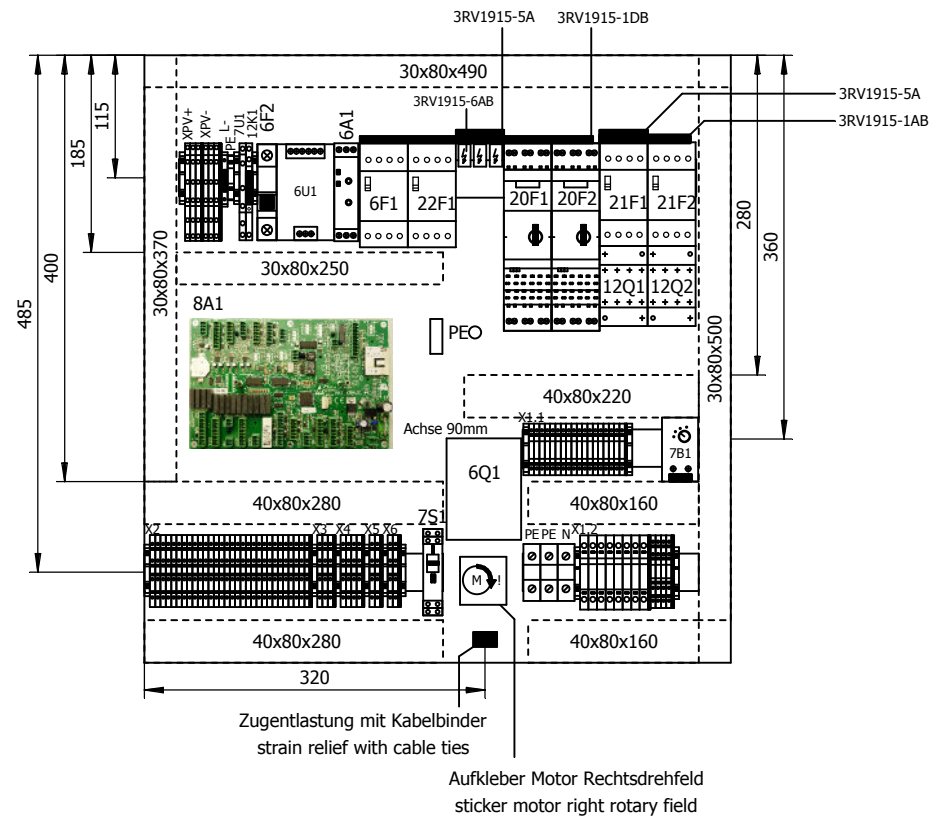 3RV1915-5A
3RV1915-1DB
30x80x490
3RV1915-6AB
3RV1915-5A
3RV1915-1AB
115
185
400
485
280
360
XPV+
XPV-
L-
PE
7U1
12K1
6F2
6U1
6A1
6F1
22F1
20F1
20F2
21F1
21F2
12Q1
12Q2
30x80x370
30x80x250
30x80x500
8A1
PE
40x80x220
X1.1
Achse 90mm
6Q1
7B1
40x80x280
40x80x160
X2
X3
X4
X5
X6
7S1
PE
PE
N
X1.2
M
!
40x80x280
40x80x160
320
Zugentlastung mit Kabelbinder
strain relief with cable ties
Aufkleber Motor Rechtsdrehfeld
sticker motor right rotary field